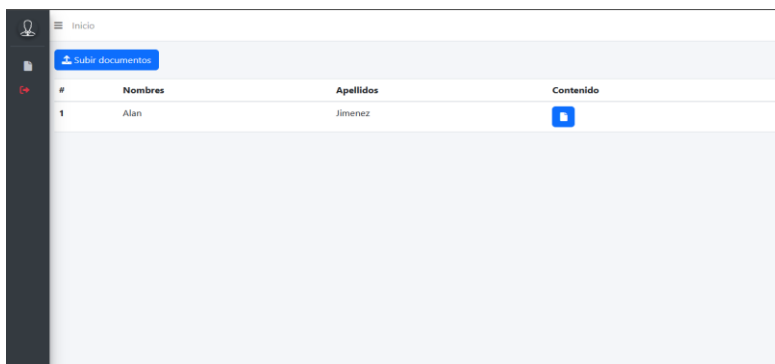 Inicio
Subir documentos
# Nombres Apellidos Contenido
1 Alan Jimenez